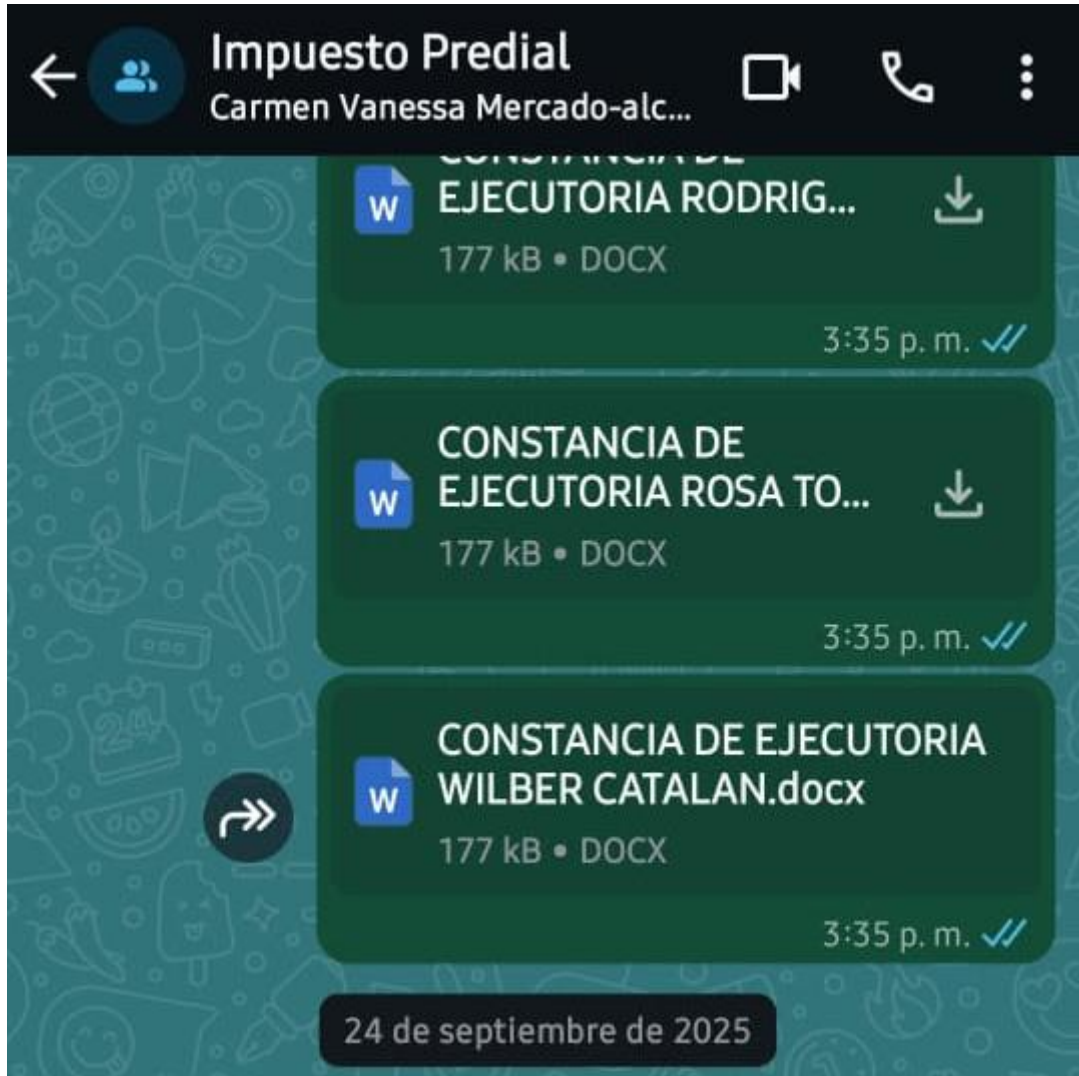 Impuesto Predial
Carmen Vanessa Mercado-alc...
CONSTANCIA DE
EJECUTORIA RODRIG...
W
177 kB • DOCX
3:35 p. m.
CONSTANCIA DE
EJECUTORIA ROSA TO...
W
177 kB • DOCX
3:35 p. m.
CONSTANCIA DE EJECUTORIA
WILBER CATALAN.docx
W
177 kB • DOCX
3:35 p. m.
24 de septiembre de 2025